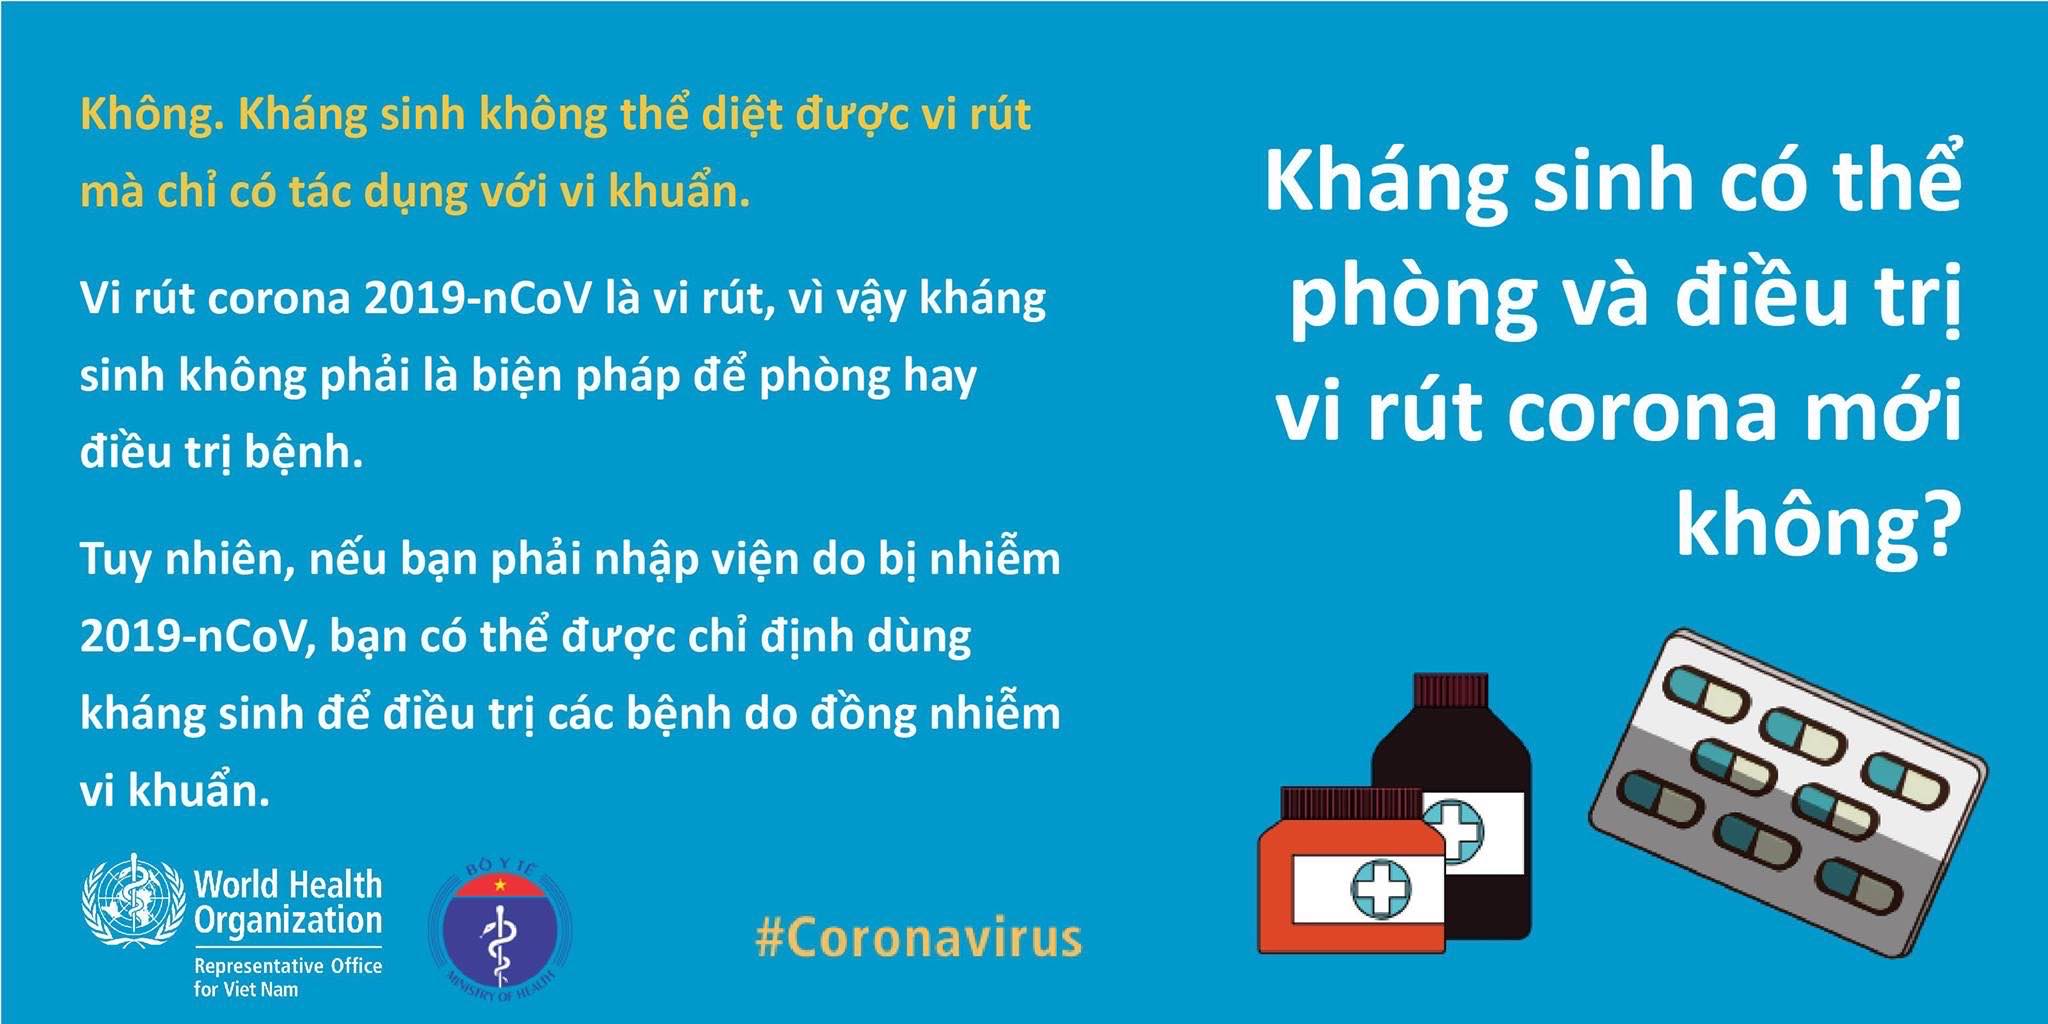 Kháng sinh có thể
phòng và điều trị
vi rút corona mới
không?
Không. Kháng sinh không thể diệt được vi rút
mà chỉ có tác dụng với vi khuẩn.
Vi rút corona 2019-nCoV là vi rút, vì vậy kháng
sinh không phải là biện pháp để phòng hay
điều trị bệnh.
Tuy nhiên, nếu bạn phải nhập viện do bị nhiễm
2019-nCoV, bạn có thể được chỉ định dùng
kháng sinh để điều trị các bệnh do đồng nhiễm
vi khuẩn.
World Health
Organization
Representative Office
for Viet Nam
BỘ Y TẾ
MINISTRY OF HEALTH
#Coronavirus